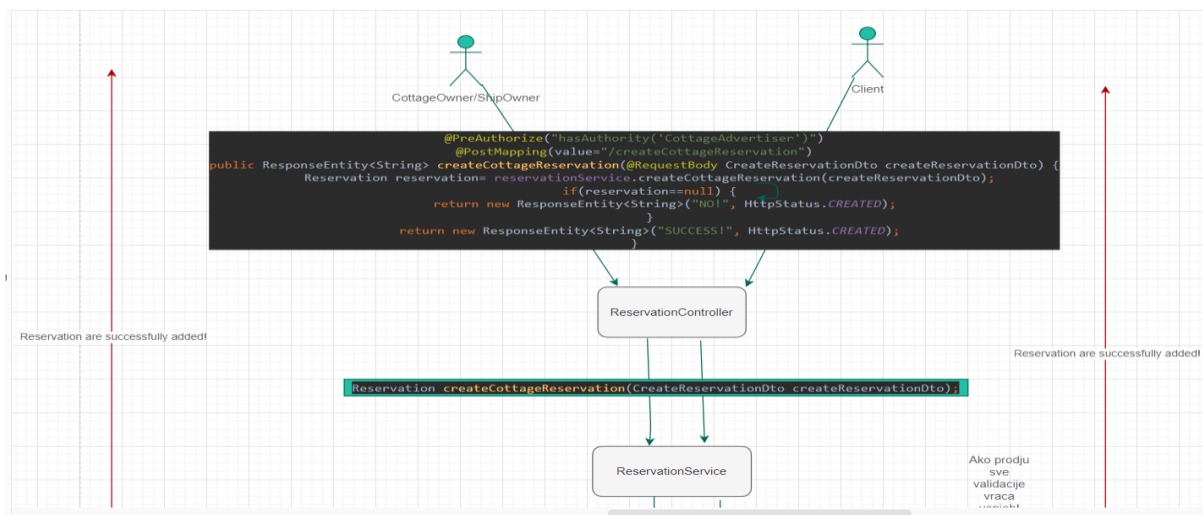 CottageOwner/ShipOwner
Client
@PreAuthorize("hasAuthority('CottageAdvertiser')")
@PostMapping(value="/createCottageReservation")
public ResponseEntity<String> createCottageReservation(@RequestBody CreateReservationDto createReservationDto) {
Reservation reservation= reservationService.createCottageReservation(createReservationDto);
if(reservation==null) {
return new ResponseEntity<String>("NO!", HttpStatus.CREATED);
}
return new ResponseEntity<String>("SUCCESS!", HttpStatus.CREATED);
}
!
ReservationController
Reservation are successfully added!
Reservation are successfully added!
Reservation createCottageReservation(CreateReservationDto createReservationDto);
ReservationService
Ako prodju
sve
validacije
vraca